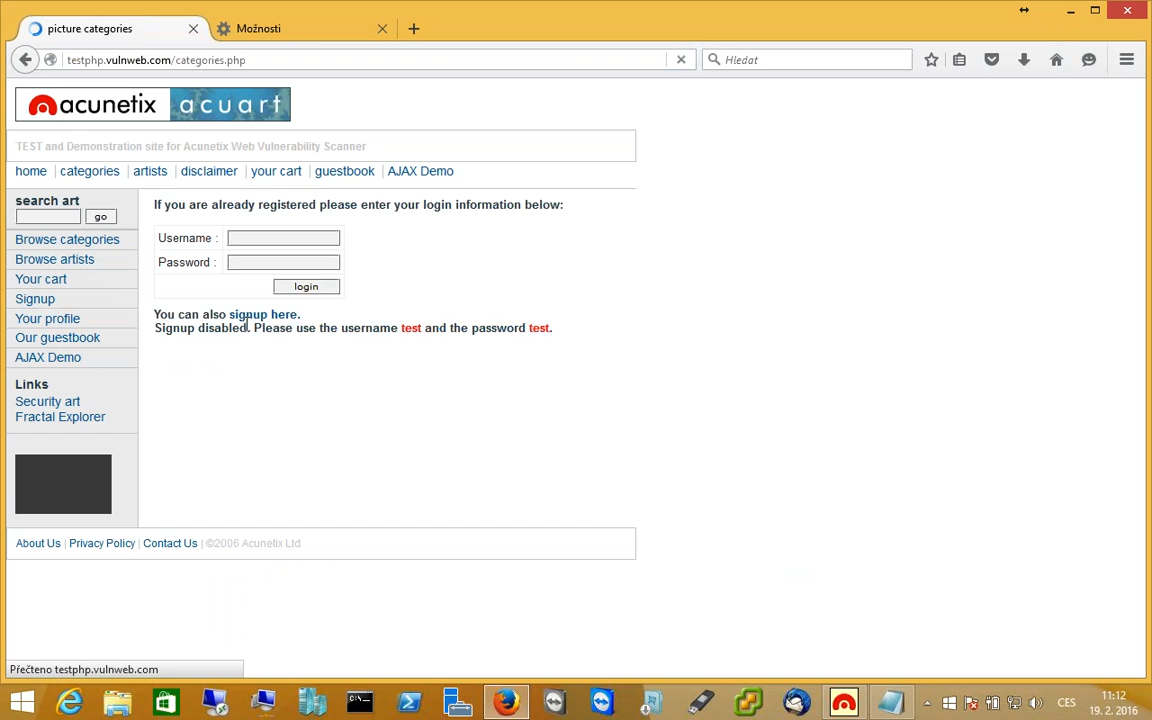 picture categories
Možnosti
testphp.vulnweb.com/categories.php
Hledat
acunetix acuart
TEST and Demonstration site for Acunetix Web Vulnerability Scanner
home | categories | artists | disclaimer | your cart | guestbook | AJAX Demo
search art
go
Browse categories
Browse artists
Your cart
Signup
Your profile
Our guestbook
AJAX Demo
Links
Security art
Fractal Explorer
If you are already registered please enter your login information below:
Username :
Password :
login
You can also signup here.
Signup disabled. Please use the username test and the password test.
About Us | Privacy Policy | Contact Us | ©2006 Acunetix Ltd
Přečteno testphp.vulnweb.com
CES
11:12
19. 2. 2016